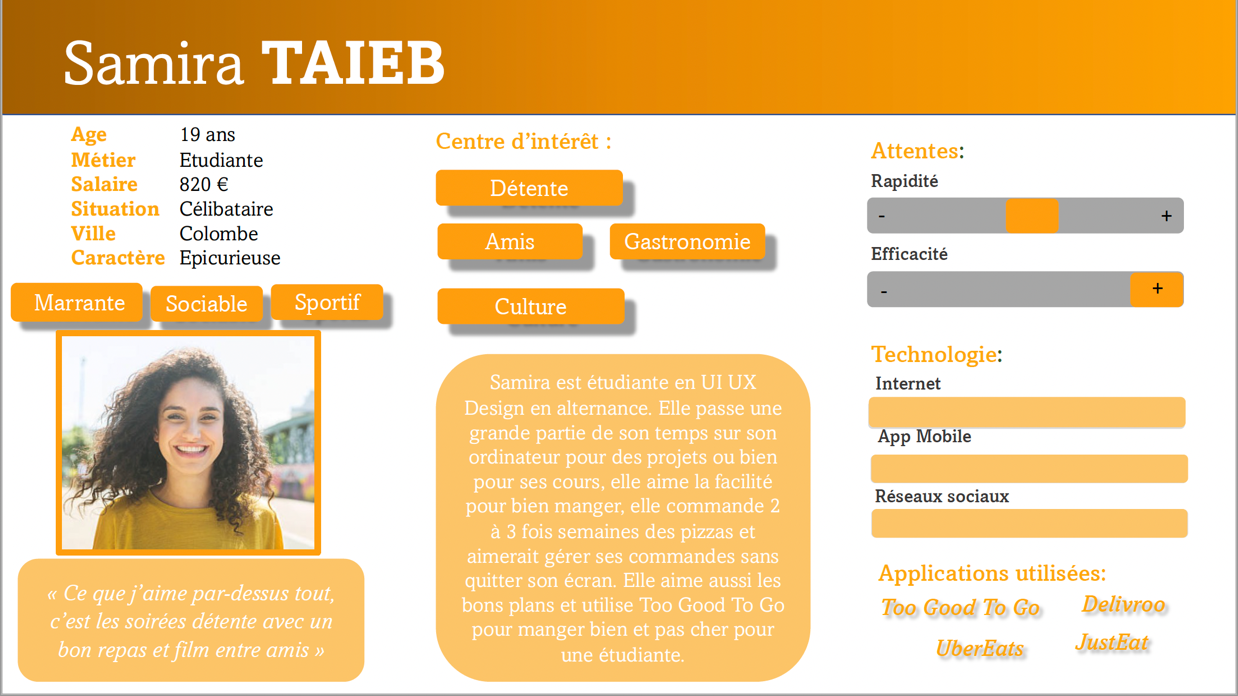 Samira TAIEB
Age 19 ans
Métier Etudiante
Salaire 820 €
Situation Célibataire
Ville Colombe
Caractère Epicurieuse
Marrante Sociable Sportif
« Ce que j’aime par-dessus tout,
c’est les soirées détente avec un
bon repas et film entre amis »
Centre d’intérêt :
Détente
Amis Gastronomie
Culture
Samira est étudiante en UI UX
Design en alternance. Elle passe une
grande partie de son temps sur son
ordinateur pour des projets ou bien
pour ses cours, elle aime la facilité
pour bien manger, elle commande 2
à 3 fois semaines des pizzas et
aimerait gérer ses commandes sans
quitter son écran. Elle aime aussi les
bons plans et utilise Too Good To Go
pour manger bien et pas cher pour
une étudiante.
Attentes:
Rapidité
- +
Efficacité
- +
Technologie:
Internet
App Mobile
Réseaux sociaux
Applications utilisées:
Too Good To Go Delivroo
UberEats JustEat